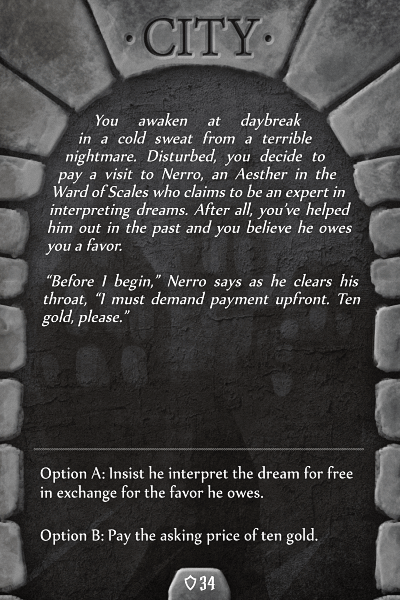 · CITY ·
You awaken at daybreak
in a cold sweat from a terrible
nightmare. Disturbed, you decide to
pay a visit to Nerro, an Aesther in the
Ward of Scales who claims to be an expert in
interpreting dreams. After all, you’ve helped
him out in the past and you believe he owes
you a favor.
“Before I begin,” Nerro says as he clears his
throat, “I must demand payment upfront. Ten
gold, please.”
Option A: Insist he interpret the dream for free
in exchange for the favor he owes.
Option B: Pay the asking price of ten gold.
34